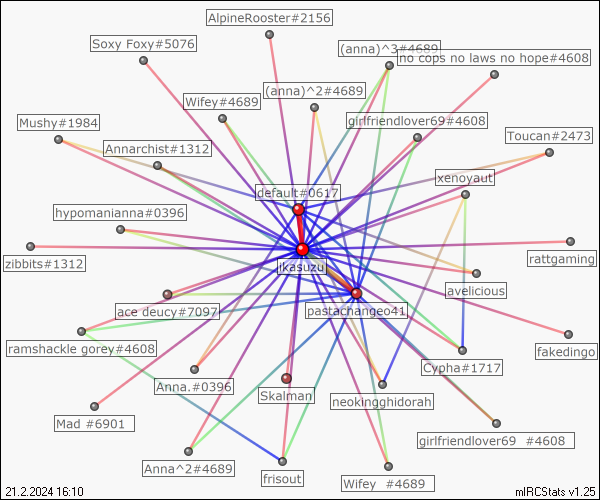 AlpineRooster#2156
Soxy Foxy#5076
(anna)^3#4689
no cops no laws no hope#4608
(anna)^2#4689
Wifey#4689
Mushy#1984
girlfriendlover69#4608
Toucan#2473
Annarchist#1312
xenoyaut
default#0617
hypomanianna#0396
zibbits#1312
ikasuzu
rattgaming
avelicious
ace deucy#7097
pastachangeo41
ramshackle gorey#4608
fakedingo
Cypha#1717
Anna.#0396
Skalman
neokingghidorah
Mad #6901
girlfriendlover69 #4608
Anna^2#4689
frisout
Wifey #4689
21.2.2024 16:10
mIRCStats v1.25